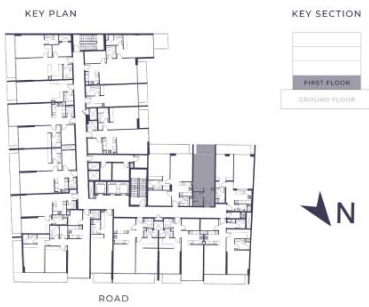 KEY PLAN
KEY SECTION
FIRST FLOOR
GROUND FLOOR
N
ROAD